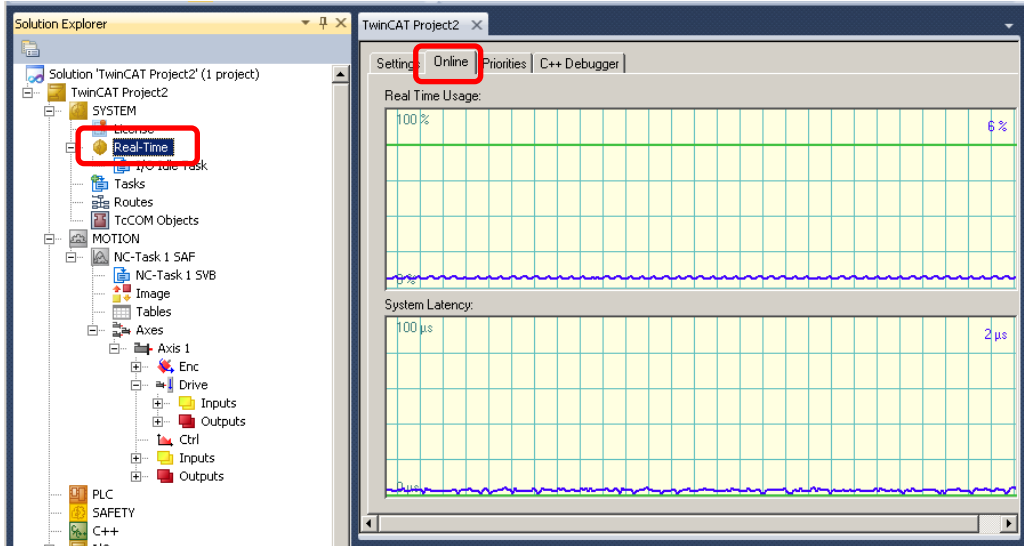 Solution Explorer
Solution 'TwinCAT Project2' (1 project)
TwinCAT Project2
SYSTEM
License
Real-Time
I/O Idle Task
Tasks
Routes
TcCOM Objects
MOTION
NC-Task 1 SAF
NC-Task 1 SVB
Image
Tables
Axes
Axis 1
Enc
Drive
Inputs
Outputs
Ctrl
Inputs
Outputs
PLC
SAFETY
C++
TwinCAT Project2
Settings Online Priorities C++ Debugger
Real Time Usage:
100 %
6 %
0 %
System Latency:
100 µs
2 µs
0 µs